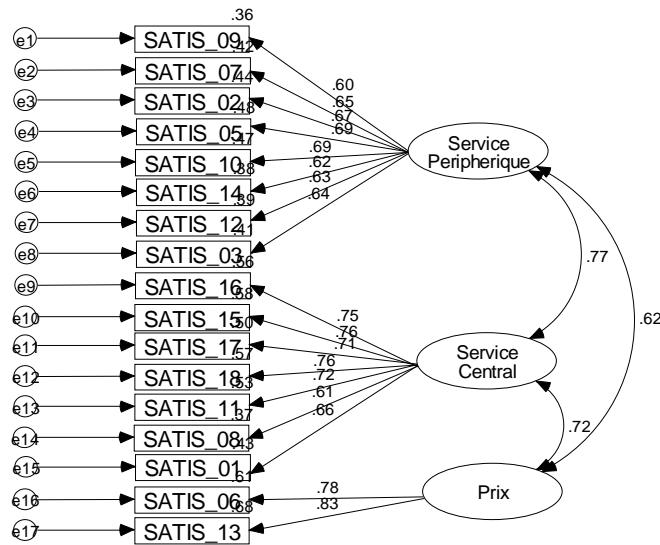 .36
e1 SATIS_09
.42
e2 SATIS_07
.60
.44
e3 SATIS_02
.65
.48
.67
e4 SATIS_05
.69
Service
Peripherique
.47
e5 SATIS_10
.69
.38
.62
e6 SATIS_14
.63
.39
.64
e7 SATIS_12
.41
e8 SATIS_03
.77
.56
e9 SATIS_16
.58
e10 SATIS_15
.75
.62
.50
.76
e11 SATIS_17
.71
Service
Central
.57
.76
e12 SATIS_18
.72
.53
.61
e13 SATIS_11
.66
.37
.72
e14 SATIS_08
.43
e15 SATIS_01
.61
.78
Prix
e16 SATIS_06
.83
.68
e17 SATIS_13